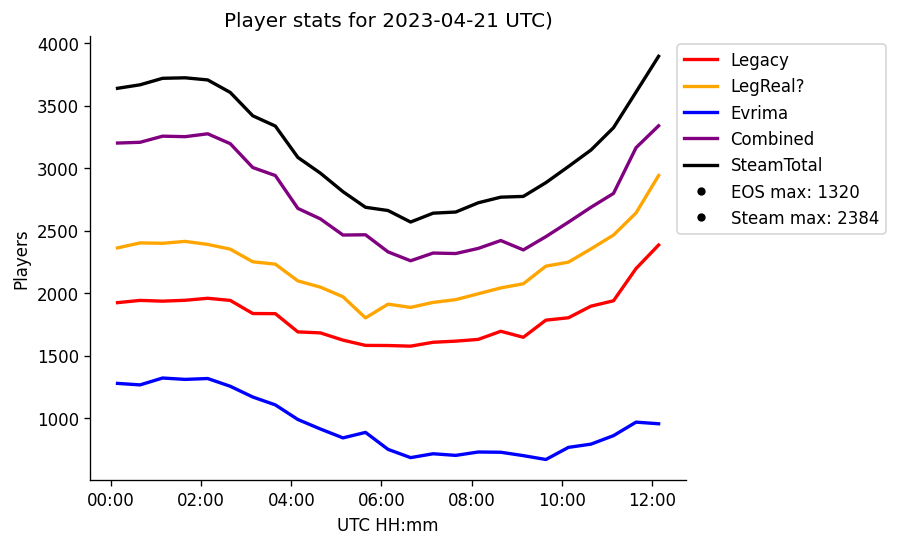 Player stats for 2023-04-21 UTC)
4000
3500
3000
2500
2000
1500
1000
Players
00:00 02:00 04:00 06:00 08:00 10:00 12:00
UTC HH:mm
Legacy
LegReal?
Evrima
Combined
SteamTotal
EOS max: 1320
Steam max: 2384